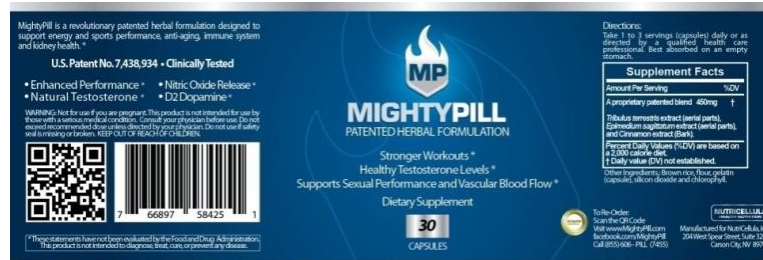 MightyPill is a revolutionary patented herbal formulation designed to
support energy and sports performance, anti-aging, immune system
and kidney health. *
U.S. Patent No. 7,438,934 • Clinically Tested
• Enhanced Performance * • Nitric Oxide Release *
• Natural Testosterone * • D2 Dopamine *
WARNING: Not for use if you are pregnant. This product is not intended for use by
those with a serious medical condition. Consult your physician before use. Do not
exceed recommended dose unless directed by your physician. Do not use if safety
seal is missing or broken. KEEP OUT OF REACH OF CHILDREN.
7 66897 58425 1
*These statements have not been evaluated by the Food and Drug Administration.
This product is not intended to diagnose, treat, cure, or prevent any disease.
MP
MIGHTYPILL
PATENTED HERBAL FORMULATION
Stronger Workouts *
Healthy Testosterone Levels *
Supports Sexual Performance and Vascular Blood Flow *
Dietary Supplement
30
CAPSULES
Directions:
Take 1 to 3 servings (capsules) daily or as
directed by a qualified health care
professional. Best absorbed on an empty
stomach.
Supplement Facts
Amount Per Serving %DV
A proprietary patented blend 450mg †
Tribulus terrestris extract (aerial parts),
Epimedium sagittatum extract (aerial parts),
and Cinnamon extract (Bark).
Percent Daily Values (%DV) are based on
a 2,000 calorie diet.
† Daily value (DV) not established.
Other Ingredients: Brown rice, flour, gelatin
(capsule), silicon dioxide and chlorophyll.
To Re-Order:
Scan the QR Code
Visit www.MightyPill.com
facebook.com/MightyPill
Call (855) 606 - PILL (7455)
NUTRICELLULA
Manufactured for NutriCellula, I
204 West Spear Street, Suite 32
Carson City, NV 897